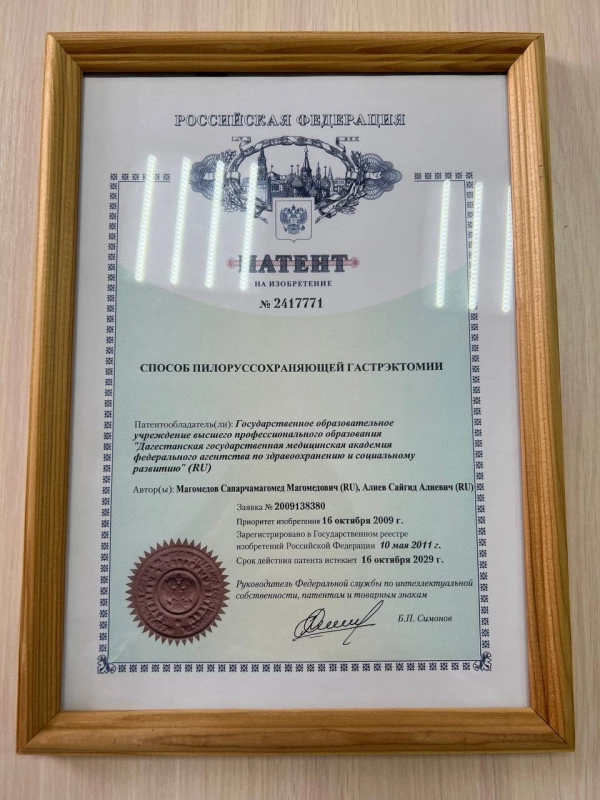 РОССИЙСКАЯ ФЕДЕРАЦИЯ
ПАТЕНТ
НА ИЗОБРЕТЕНИЕ
№ 2417771
СПОСОБ ПИЛОРУССОХРАНЯЮЩЕЙ ГАСТРЭКТОМИИ
Патентообладатель(ли): Государственное образовательное
учреждение высшего профессионального образования
"Дагестанская государственная медицинская академия
федерального агентства по здравоохранению и социальному
развитию" (RU)
Автор(ы): Магомедов Сапарчамагомед Магомедович (RU), Алиев Сайгид Алиевич (RU)
Заявка № 2009138380
Приоритет изобретения 16 октября 2009 г.
Зарегистрировано в Государственном реестре
изобретений Российской Федерации 10 мая 2011 г.
Срок действия патента истекает 16 октября 2029 г.
Руководитель Федеральной службы по интеллектуальной
собственности, патентам и товарным знакам
Б.П. Симонов